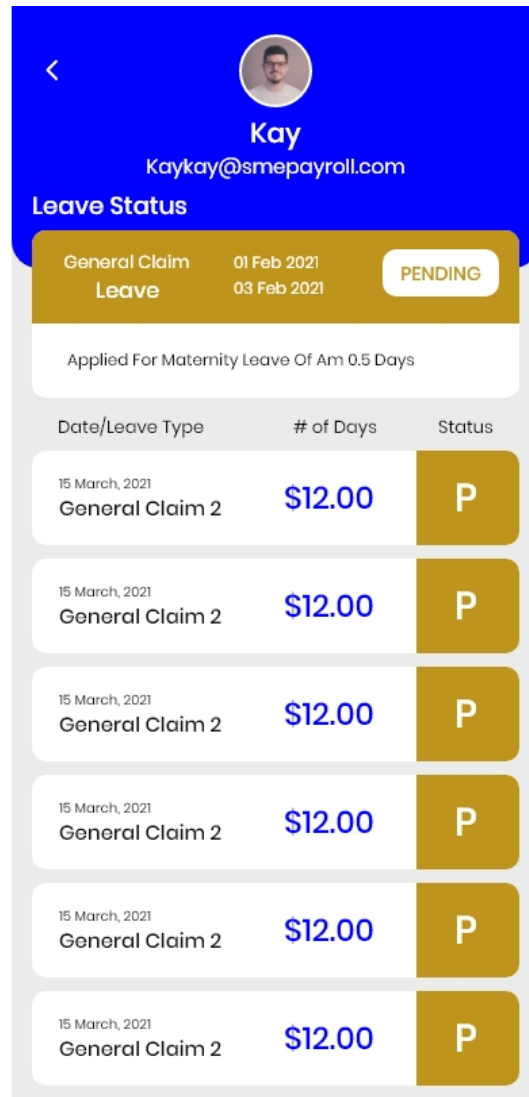 Kay
Kaykay@smepayroll.com
Leave Status
General Claim 01 Feb 2021
Leave 03 Feb 2021 PENDING
Applied For Maternity Leave Of Am 0.5 Days
Date/Leave Type # of Days Status
15 March, 2021
General Claim 2 $12.00 P
15 March, 2021
General Claim 2 $12.00 P
15 March, 2021
General Claim 2 $12.00 P
15 March, 2021
General Claim 2 $12.00 P
15 March, 2021
General Claim 2 $12.00 P
15 March, 2021
General Claim 2 $12.00 P